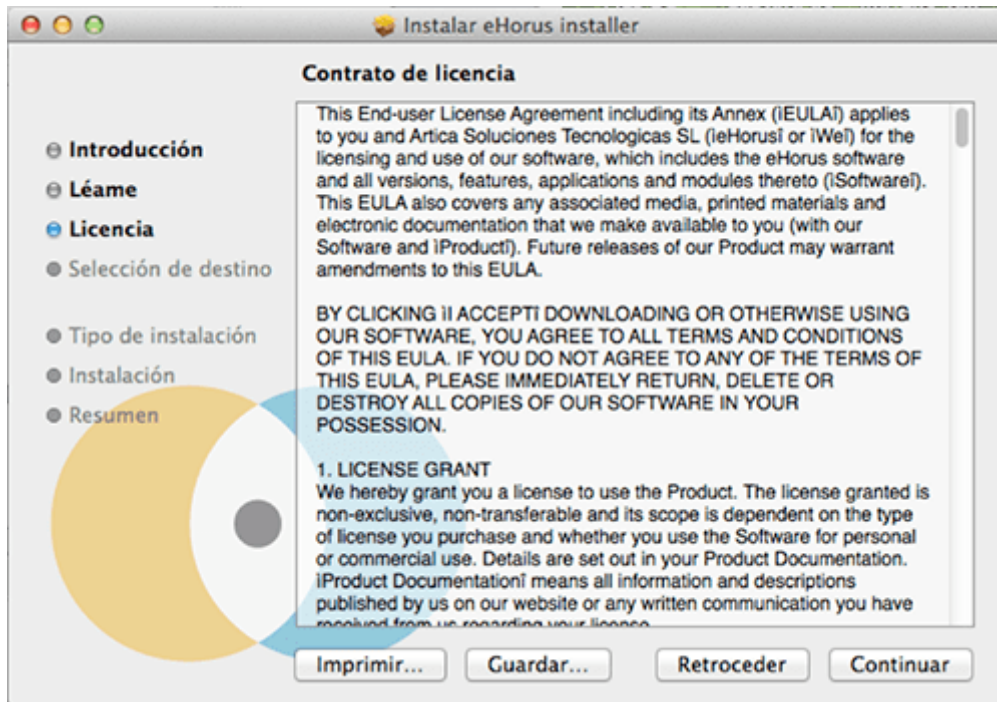 Instalar eHorus installer
Contrato de licencia
Introducción
Léame
Licencia
Selección de destino
Tipo de instalación
Instalación
Resumen
This End-user License Agreement including its Annex (ìEULAî) applies
to you and Artica Soluciones Tecnologicas SL (ìeHorusî or ìWeî) for the
licensing and use of our software, which includes the eHorus software
and all versions, features, applications and modules thereto (ìSoftwareî).
This EULA also covers any associated media, printed materials and
electronic documentation that we make available to you (with our
Software and ìProductî). Future releases of our Product may warrant
amendments to this EULA.
BY CLICKING ìI ACCEPTî DOWNLOADING OR OTHERWISE USING
OUR SOFTWARE, YOU AGREE TO ALL TERMS AND CONDITIONS
OF THIS EULA. IF YOU DO NOT AGREE TO ANY OF THE TERMS OF
THIS EULA, PLEASE IMMEDIATELY RETURN, DELETE OR
DESTROY ALL COPIES OF OUR SOFTWARE IN YOUR
POSSESSION.
1. LICENSE GRANT
We hereby grant you a license to use the Product. The license granted is
non-exclusive, non-transferable and its scope is dependent on the type
of license you purchase and whether you use the Software for personal
or commercial use. Details are set out in your Product Documentation.
ìProduct Documentationî means all information and descriptions
published by us on our website or any written communication you have
received from us regarding your license
Imprimir...
Guardar...
Retroceder
Continuar